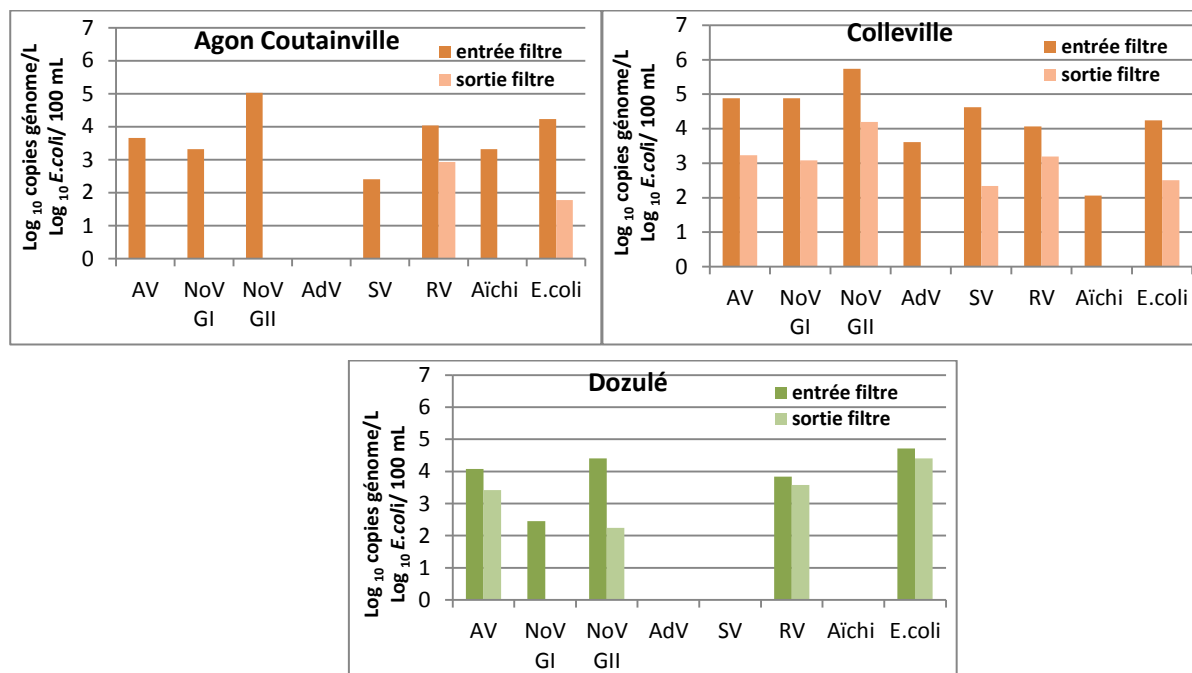 Agon Coutainville
entrée filtre
sortie filtre
Log 10 copies génome/L
Log 10 E.coli/ 100 mL
7
6
5
4
3
2
1
0
AV NoV NoV AdV SV RV Aïchi E.coli
GI GII
Colleville
entrée filtre
sortie filtre
Log 10 copies génome/L
Log 10 E.coli/ 100 mL
7
6
5
4
3
2
1
0
AV NoV NoV AdV SV RV Aïchi E.coli
GI GII
Dozulé
entrée filtre
sortie filtre
Log 10 copies génome/L
Log 10 E.coli/ 100 mL
7
6
5
4
3
2
1
0
AV NoV NoV AdV SV RV Aïchi E.coli
GI GII